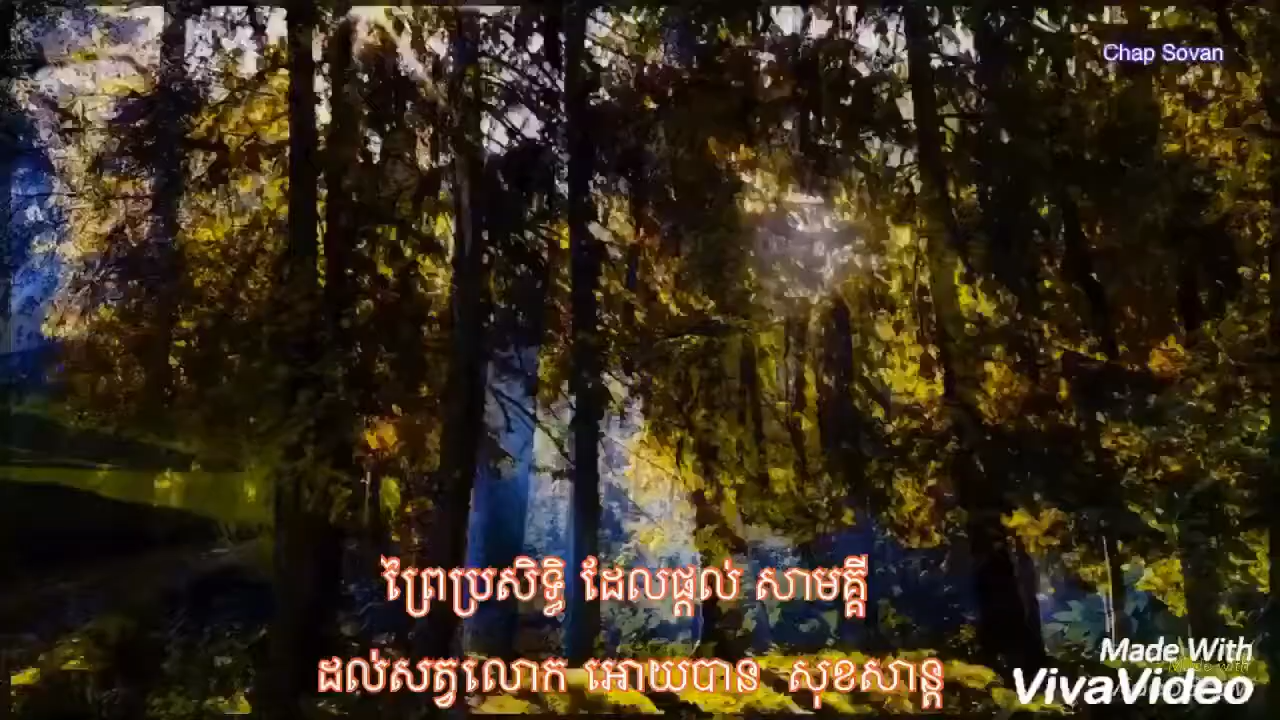 Chap Sovan
ព្រៃប្រសិទ្ធិ ដែលផ្តល់ សាមគ្គី
ដល់សត្វលោក អោយបាន សុខសាន្ត
Made With
VivaVideo